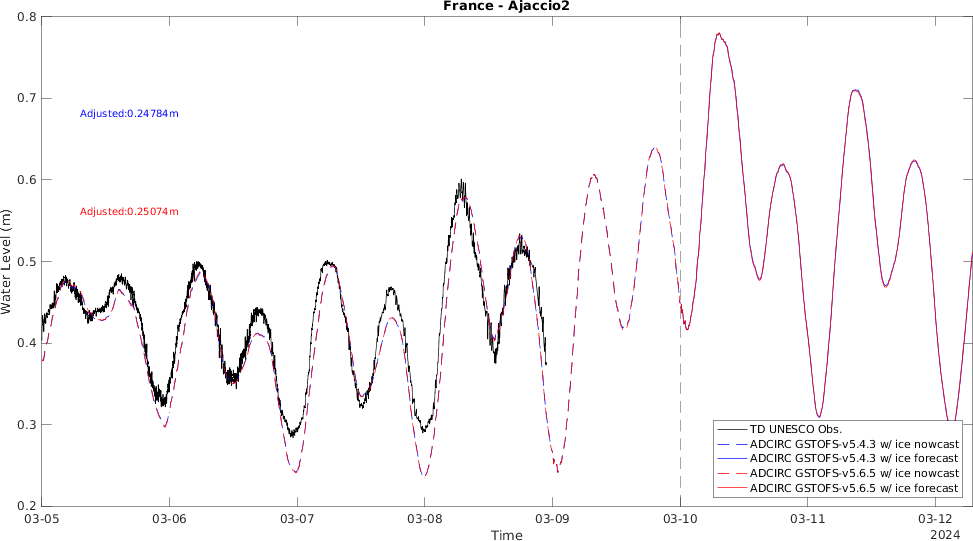 France - Ajaccio2
0.8
0.7
0.6
0.5
0.4
0.3
0.2
Water Level (m)
Adjusted:0.24784m
Adjusted:0.25074m
TD UNESCO Obs.
ADCIRC GSTOFS-v5.4.3 w/ ice nowcast
ADCIRC GSTOFS-v5.4.3 w/ ice forecast
ADCIRC GSTOFS-v5.6.5 w/ ice nowcast
ADCIRC GSTOFS-v5.6.5 w/ ice forecast
03-05 03-06 03-07 03-08 03-09 03-10 03-11 03-12
Time
2024